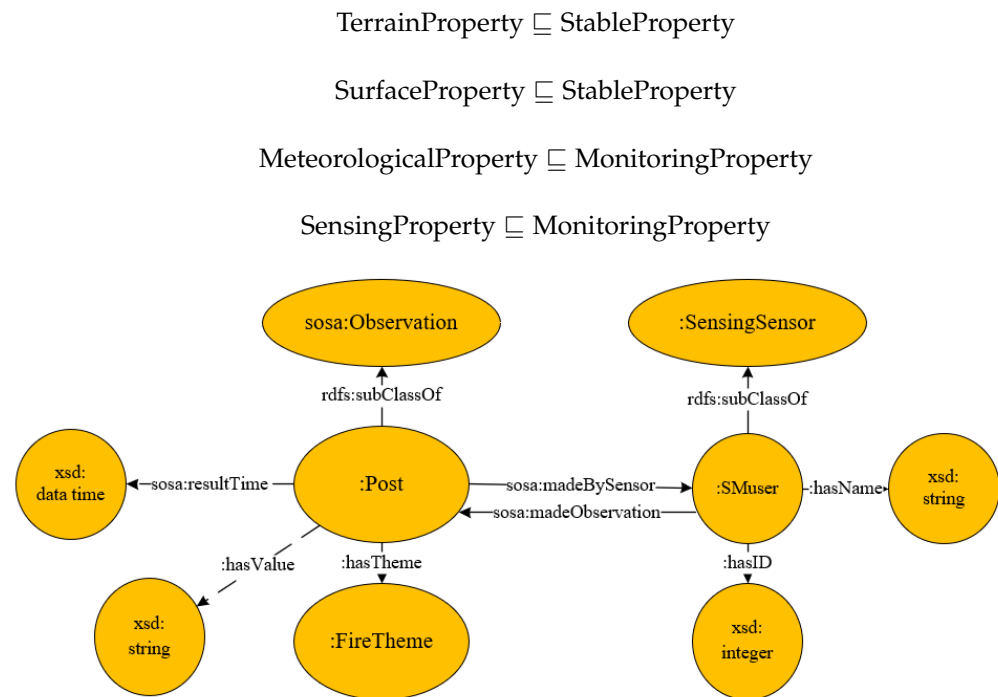 TerrainProperty ⊑ StableProperty
SurfaceProperty ⊑ StableProperty
MeteorologicalProperty ⊑ MonitoringProperty
SensingProperty ⊑ MonitoringProperty
sosa:Observation
:SensingSensor
rdfs:subClassOf
rdfs:subClassOf
xsd:
data time
sosa:resultTime
:Post
sosa:madeBySensor
sosa:madeObservation
:SMuser
:hasName
xsd:
string
:hasValue
:hasTheme
:hasID
xsd:
string
:FireTheme
xsd:
integer